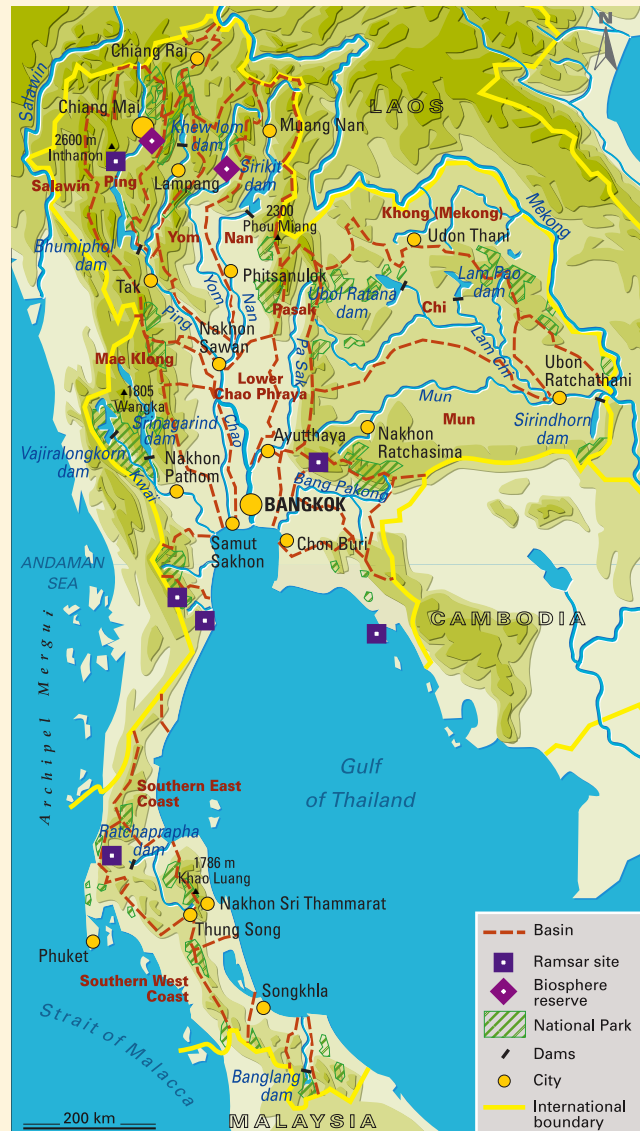 N
Chiang Rai
Salawin
LAOS
Chiang Mai
Khew lom
dam
Muang Nan
2600 m
Inthanon
Sirikit
dam
Salawin
Ping
Lampang
Khong (Mekong)
Mekong
2300
Phou Miang
Yom
Nan
Udon Thani
Bhumiphol
dam
Phitsanulok
Lam Pao
dam
Tak
Yom
Nan
Pasak
Ubol Ratana
dam
Chi
Ping
Nakhon
Sawan
Pa Sak
Lam Chi
Mae Klong
Lower
Chao Phraya
Ubon
Ratchathani
1805
Wangka
Mun
Srinagarind
dam
Chao
Ayutthaya
Nakhon
Ratchasima
Mun
Sirindhorn
dam
Vajiralongkorn
dam
Nakhon
Pathom
Kwai
Bang Pakong
BANGKOK
Samut
Sakhon
Chon Buri
ANDAMAN
SEA
CAMBODIA
Archipel Mergui
Gulf
of Thailand
Southern East
Coast
Ratchaprapha
dam
1786 m
Khao Luang
Nakhon Sri Thammarat
Thung Song
Phuket
Southern West
Coast
Songkhla
Strait of Malacca
Banglang
dam
MALAYSIA
200 km
Basin
Ramsar site
Biosphere
reserve
National Park
Dams
City
International
boundary